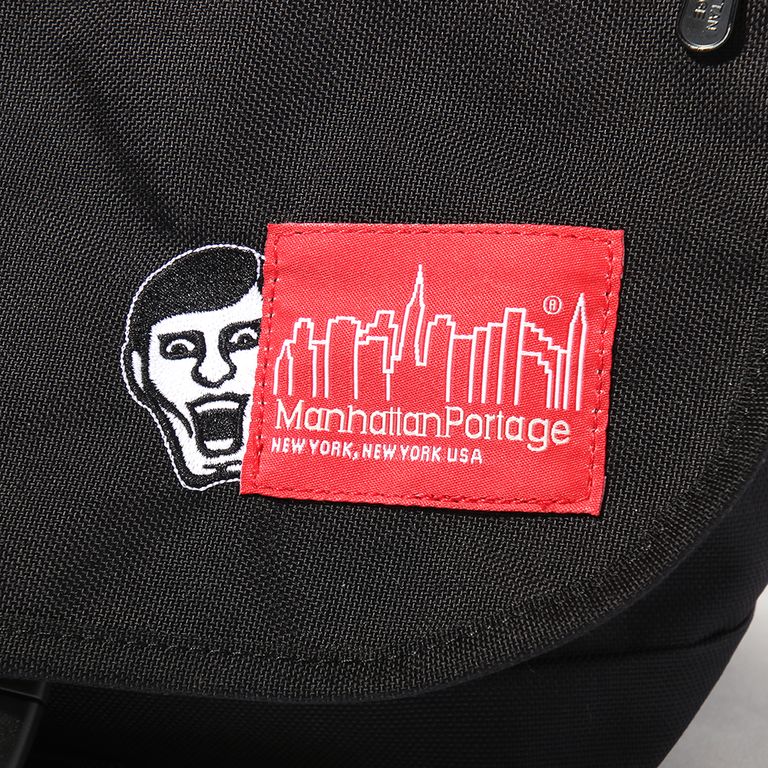 ®
ManhattanPortage
NEW YORK, NEW YORK USA